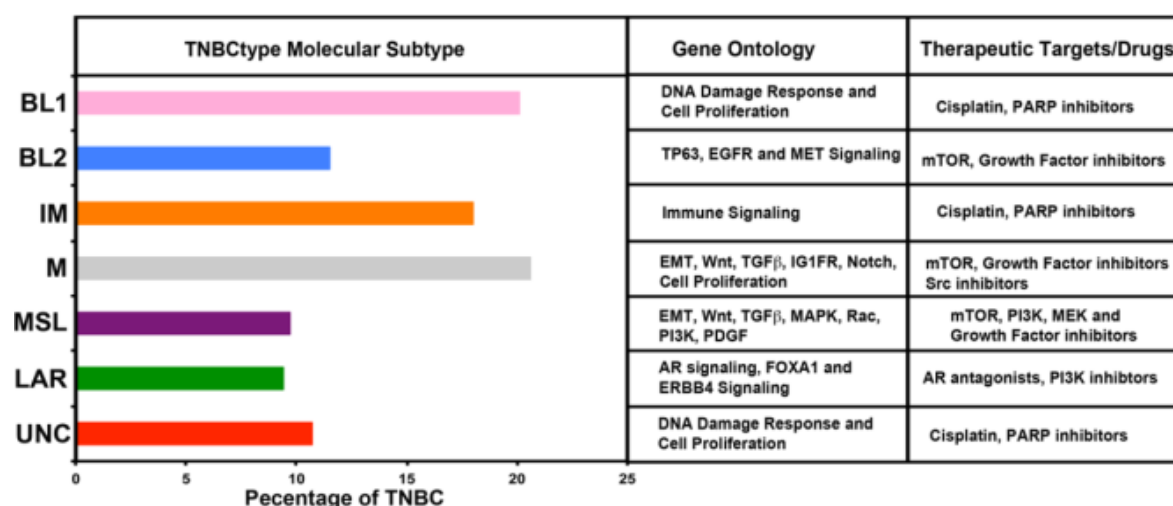 TNBCtype Molecular Subtype Gene Ontology Therapeutic Targets/Drugs
BL1 DNA Damage Response and
Cell Proliferation Cisplatin, PARP inhibitors
BL2 TP63, EGFR and MET Signaling mTOR, Growth Factor inhibitors
IM Immune Signaling Cisplatin, PARP inhibitors
M EMT, Wnt, TGFβ, IG1FR, Notch, mTOR, Growth Factor inhibitors
Cell Proliferation Src inhibitors
MSL EMT, Wnt, TGFβ, MAPK, Rac, mTOR, PI3K, MEK and
PI3K, PDGF Growth Factor inhibitors
LAR AR signaling, FOXA1 and
ERBB4 Signaling AR antagonists, PI3K inhibtors
UNC DNA Damage Response and
Cell Proliferation Cisplatin, PARP inhibitors
0 5 10 15 20 25
Pecentage of TNBC